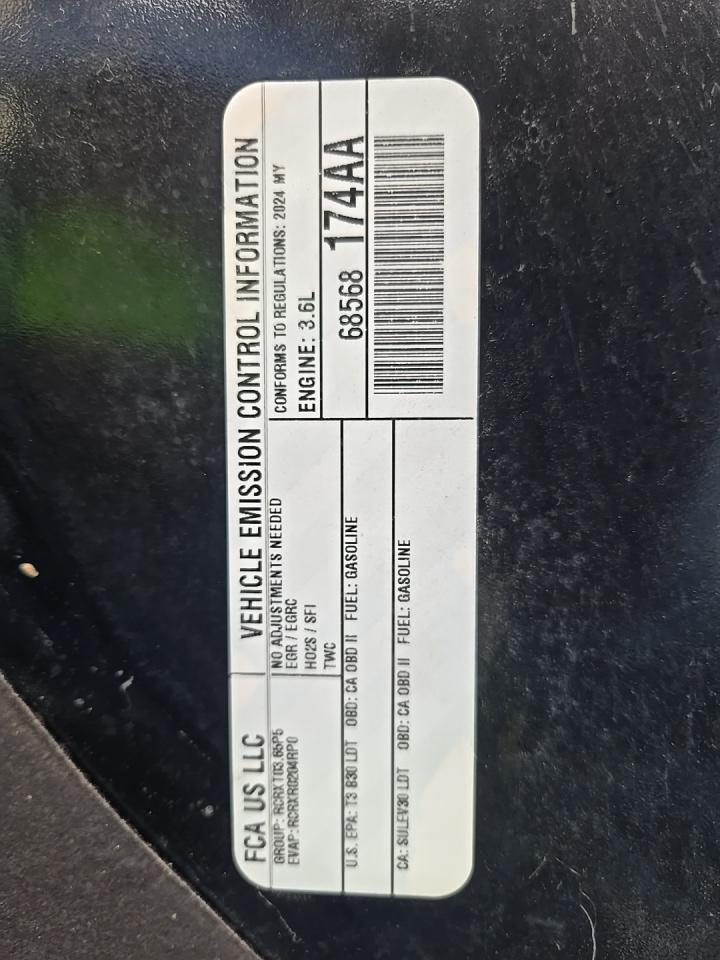 FCA US LLC
VEHICLE EMISSION CONTROL INFORMATION
GROUP: RCRXT03.65P5
EVAP: RCRXR0204RP0
NO ADJUSTMENTS NEEDED
EGR / EGRC
HO2S / SFI
TWC
CONFORMS TO REGULATIONS: 2024 MY
ENGINE: 3.6L
U.S. EPA: T3 B30 LDT OBD: CA OBD II FUEL: GASOLINE
CA: SULEV30 LDT OBD: CA OBD II FUEL: GASOLINE
68568 174AA